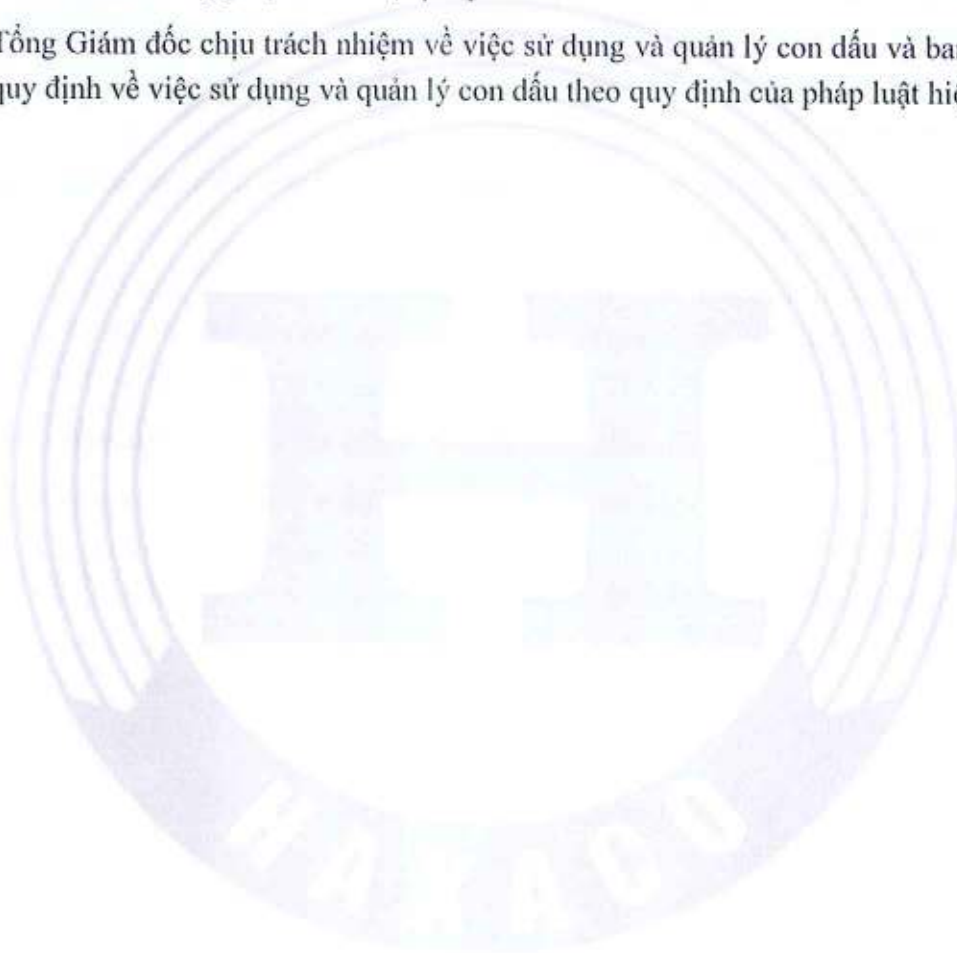 Tổng Giám đốc chịu trách nhiệm về việc sử dụng và quản lý con dấu và
quy định về việc sử dụng và quản lý con dấu theo quy định của pháp luật
HAXACO